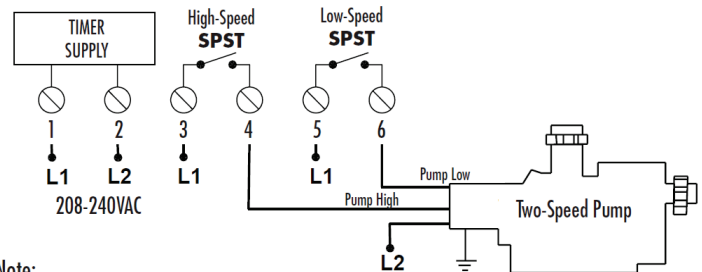 TIMER
SUPPLY
High-Speed
SPST
Low-Speed
SPST
1
2
3
4
5
6
L1
L2
L1
L1
208-240VAC
Pump Low
Pump High
Two-Speed Pump
L2
Note: